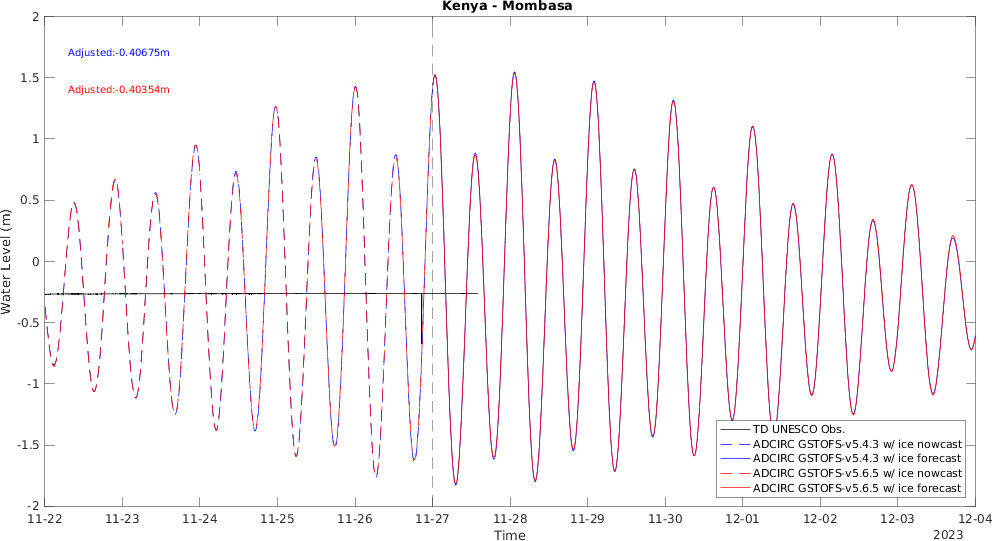 Kenya - Mombasa
Adjusted:-0.40675m
Adjusted:-0.40354m
Water Level (m)
2
1.5
1
0.5
0
-0.5
-1
-1.5
-2
TD UNESCO Obs.
ADCIRC GSTOFS-v5.4.3 w/ ice nowcast
ADCIRC GSTOFS-v5.4.3 w/ ice forecast
ADCIRC GSTOFS-v5.6.5 w/ ice nowcast
ADCIRC GSTOFS-v5.6.5 w/ ice forecast
11-22 11-23 11-24 11-25 11-26 11-27 11-28 11-29 11-30 12-01 12-02 12-03 12-04
Time
2023